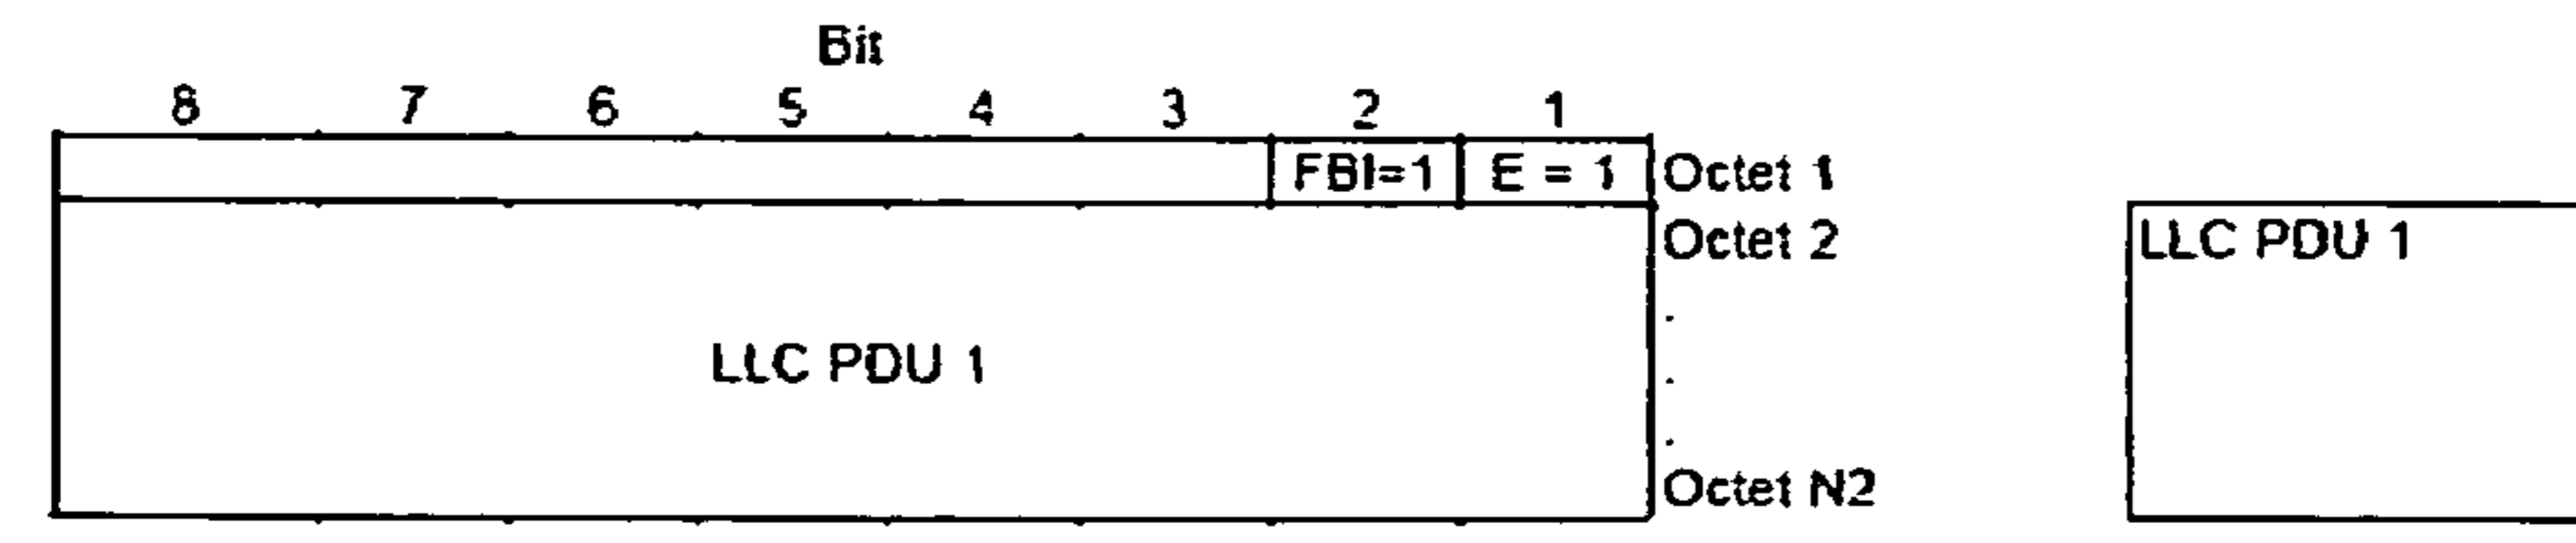 Bit
8 7 6 5 4 3 2 1
FBI=1 E = 1 Octet 1
Octet 2 LLC PDU 1
.
LLC PDU 1
.
.
Octet N2